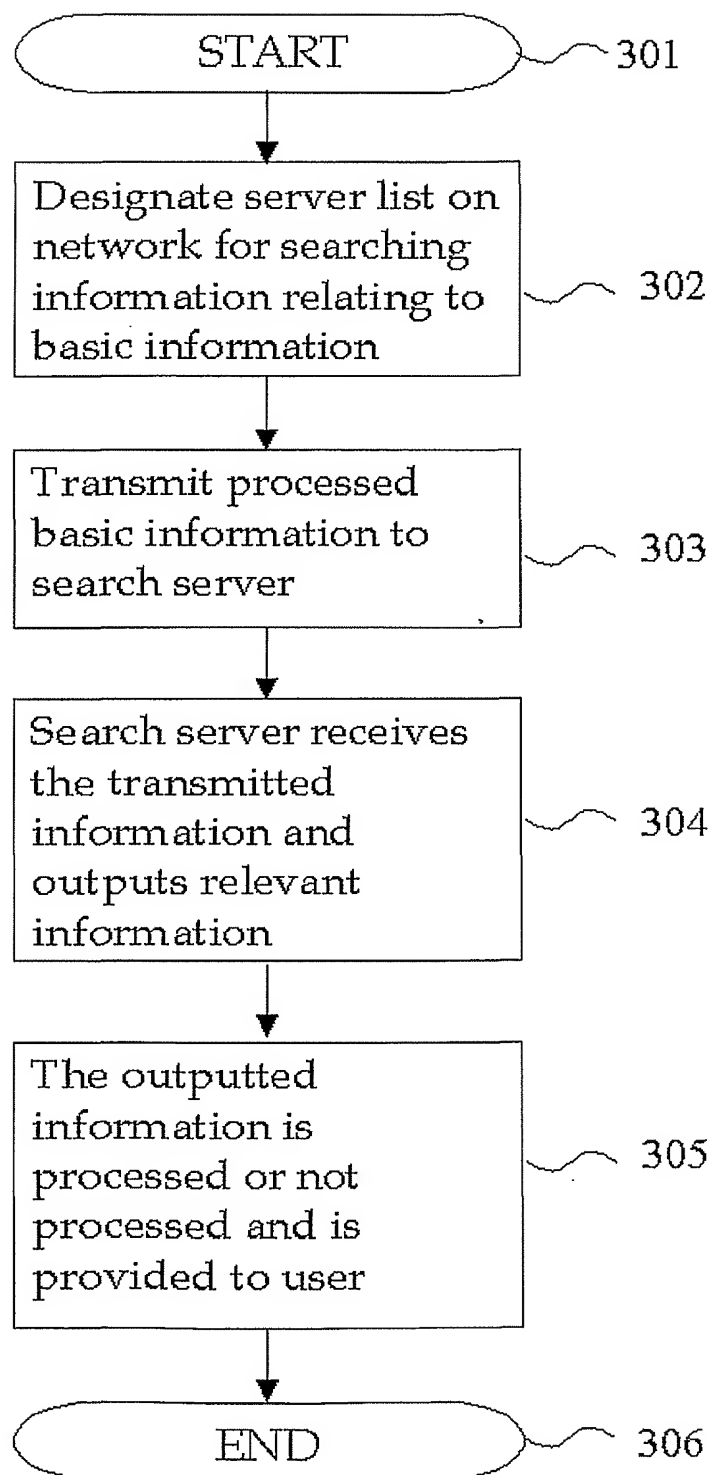 START
301
Designate server list on
network for searching
information relating to
basic information
302
Transmit processed
basic information to
search server
303
Search server receives
the transmitted
information and
outputs relevant
information
304
The outputted
information is
processed or not
processed and is
provided to user
305
END
306